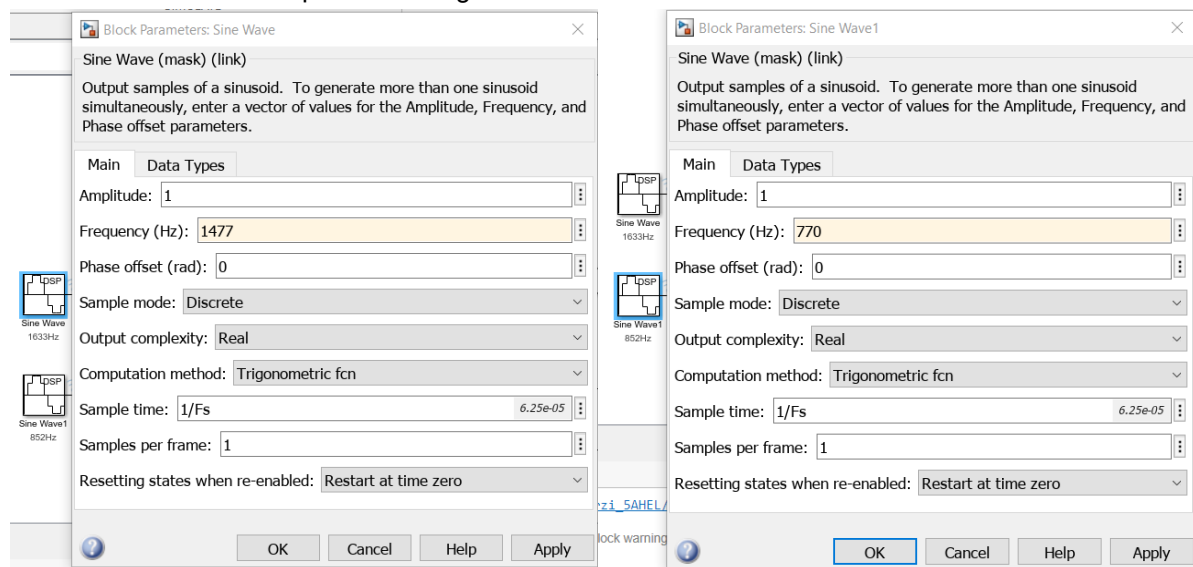 Block Parameters: Sine Wave
Sine Wave (mask) (link)
Output samples of a sinusoid. To generate more than one sinusoid
simultaneously, enter a vector of values for the Amplitude, Frequency, and
Phase offset parameters.
Main Data Types
Amplitude: 1
Frequency (Hz): 1477
Phase offset (rad): 0
Sample mode: Discrete
Output complexity: Real
Computation method: Trigonometric fcn
Sample time: 1/Fs 6.25e-05
Samples per frame: 1
Resetting states when re-enabled: Restart at time zero
OK Cancel Help Apply
DSP
Sine Wave
1633Hz
DSP
Sine Wave1
852Hz
Block Parameters: Sine Wave1
Sine Wave (mask) (link)
Output samples of a sinusoid. To generate more than one sinusoid
simultaneously, enter a vector of values for the Amplitude, Frequency, and
Phase offset parameters.
Main Data Types
Amplitude: 1
Frequency (Hz): 770
Phase offset (rad): 0
Sample mode: Discrete
Output complexity: Real
Computation method: Trigonometric fcn
Sample time: 1/Fs 6.25e-05
Samples per frame: 1
Resetting states when re-enabled: Restart at time zero
OK Cancel Help Apply
DSP
Sine Wave
1633Hz
DSP
Sine Wave1
852Hz
zi_5AHEL/
lock warning